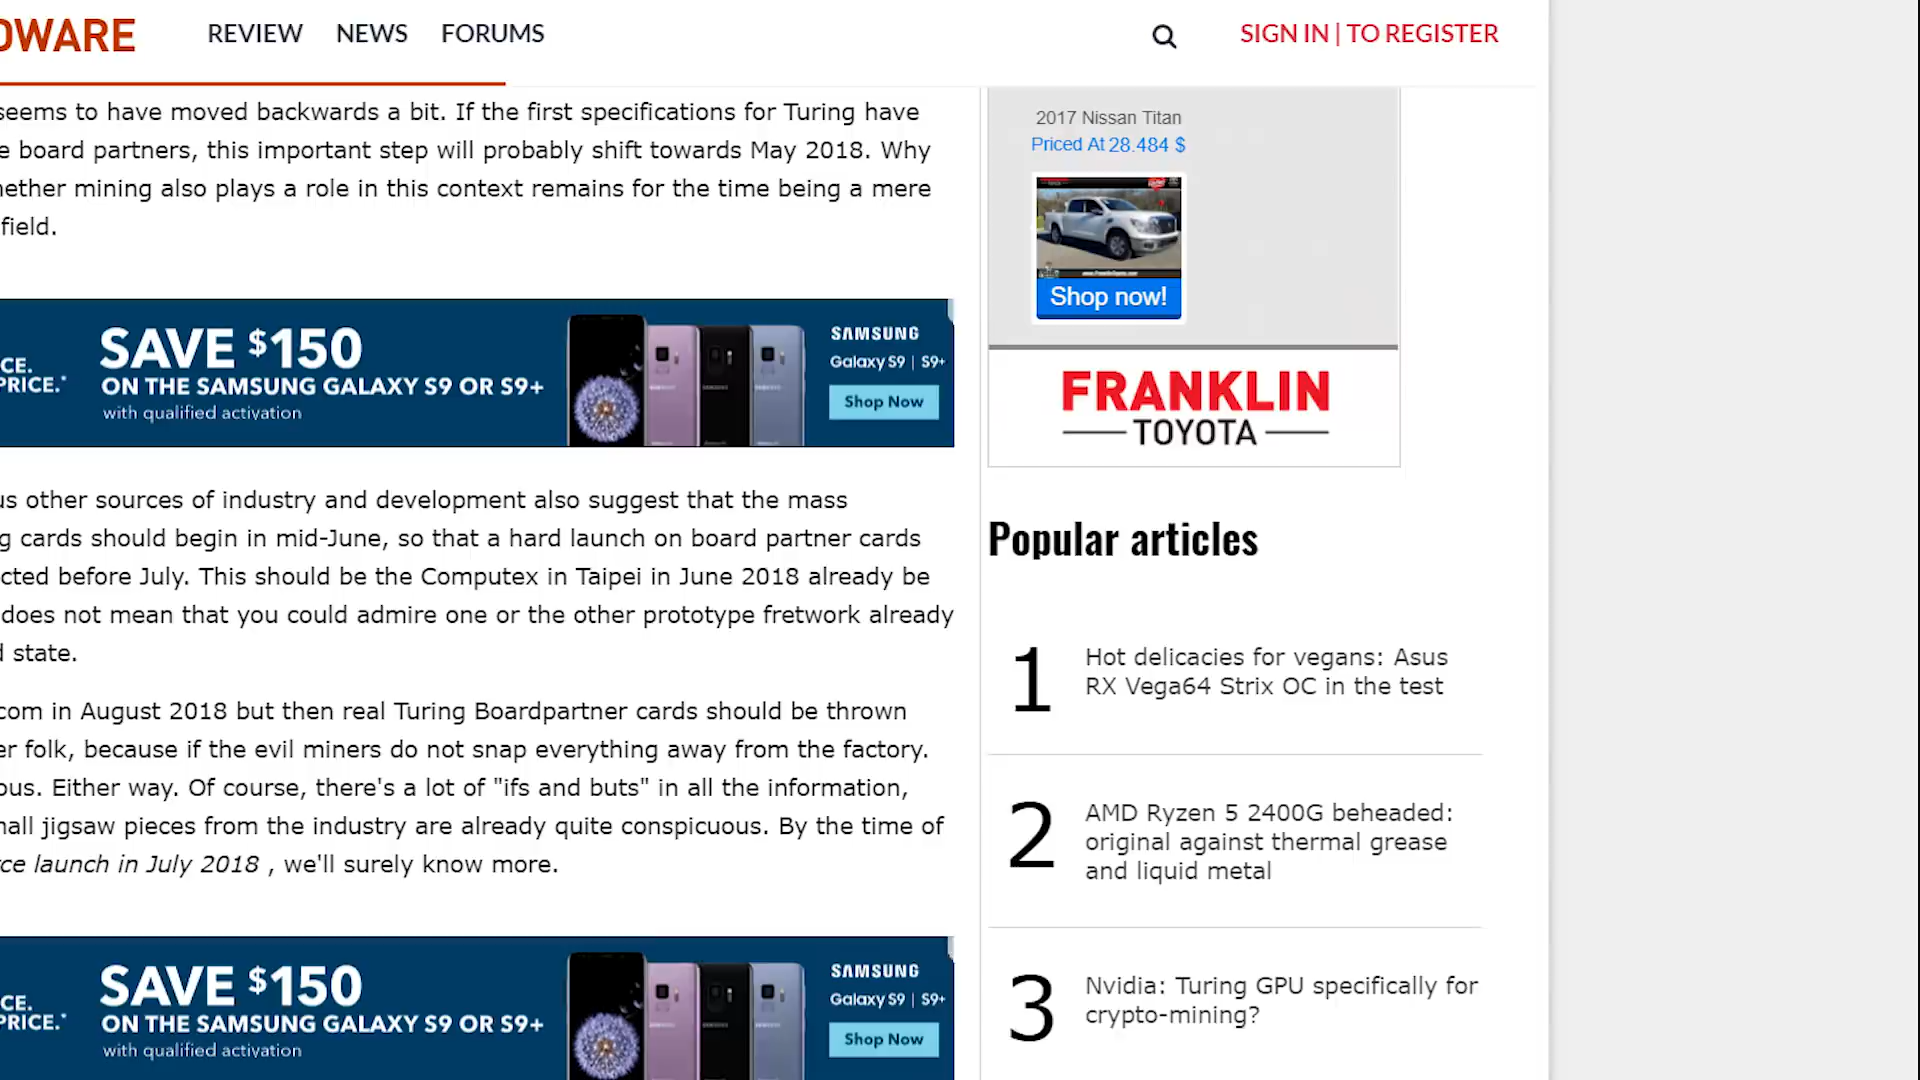 DWARE
REVIEW NEWS FORUMS
SIGN IN | TO REGISTER
seems to have moved backwards a bit. If the first specifications for Turing have
e board partners, this important step will probably shift towards May 2018. Why
hether mining also plays a role in this context remains for the time being a mere
field.
CE.
PRICE.*
SAVE $150
ON THE SAMSUNG GALAXY S9 OR S9+
with qualified activation
SAMSUNG
Galaxy S9 | S9+
Shop Now
us other sources of industry and development also suggest that the mass
g cards should begin in mid-June, so that a hard launch on board partner cards
cted before July. This should be the Computex in Taipei in June 2018 already be
does not mean that you could admire one or the other prototype fretwork already
d state.
com in August 2018 but then real Turing Boardpartner cards should be thrown
er folk, because if the evil miners do not snap everything away from the factory.
ous. Either way. Of course, there's a lot of "ifs and buts" in all the information,
mall jigsaw pieces from the industry are already quite conspicuous. By the time of
ce launch in July 2018 , we'll surely know more.
CE.
PRICE.*
SAVE $150
ON THE SAMSUNG GALAXY S9 OR S9+
with qualified activation
SAMSUNG
Galaxy S9 | S9+
Shop Now
2017 Nissan Titan
Priced At 28.484 $
Shop now!
FRANKLIN
TOYOTA
Popular articles
1
Hot delicacies for vegans: Asus
RX Vega64 Strix OC in the test
2
AMD Ryzen 5 2400G beheaded:
original against thermal grease
and liquid metal
3
Nvidia: Turing GPU specifically for
crypto-mining?